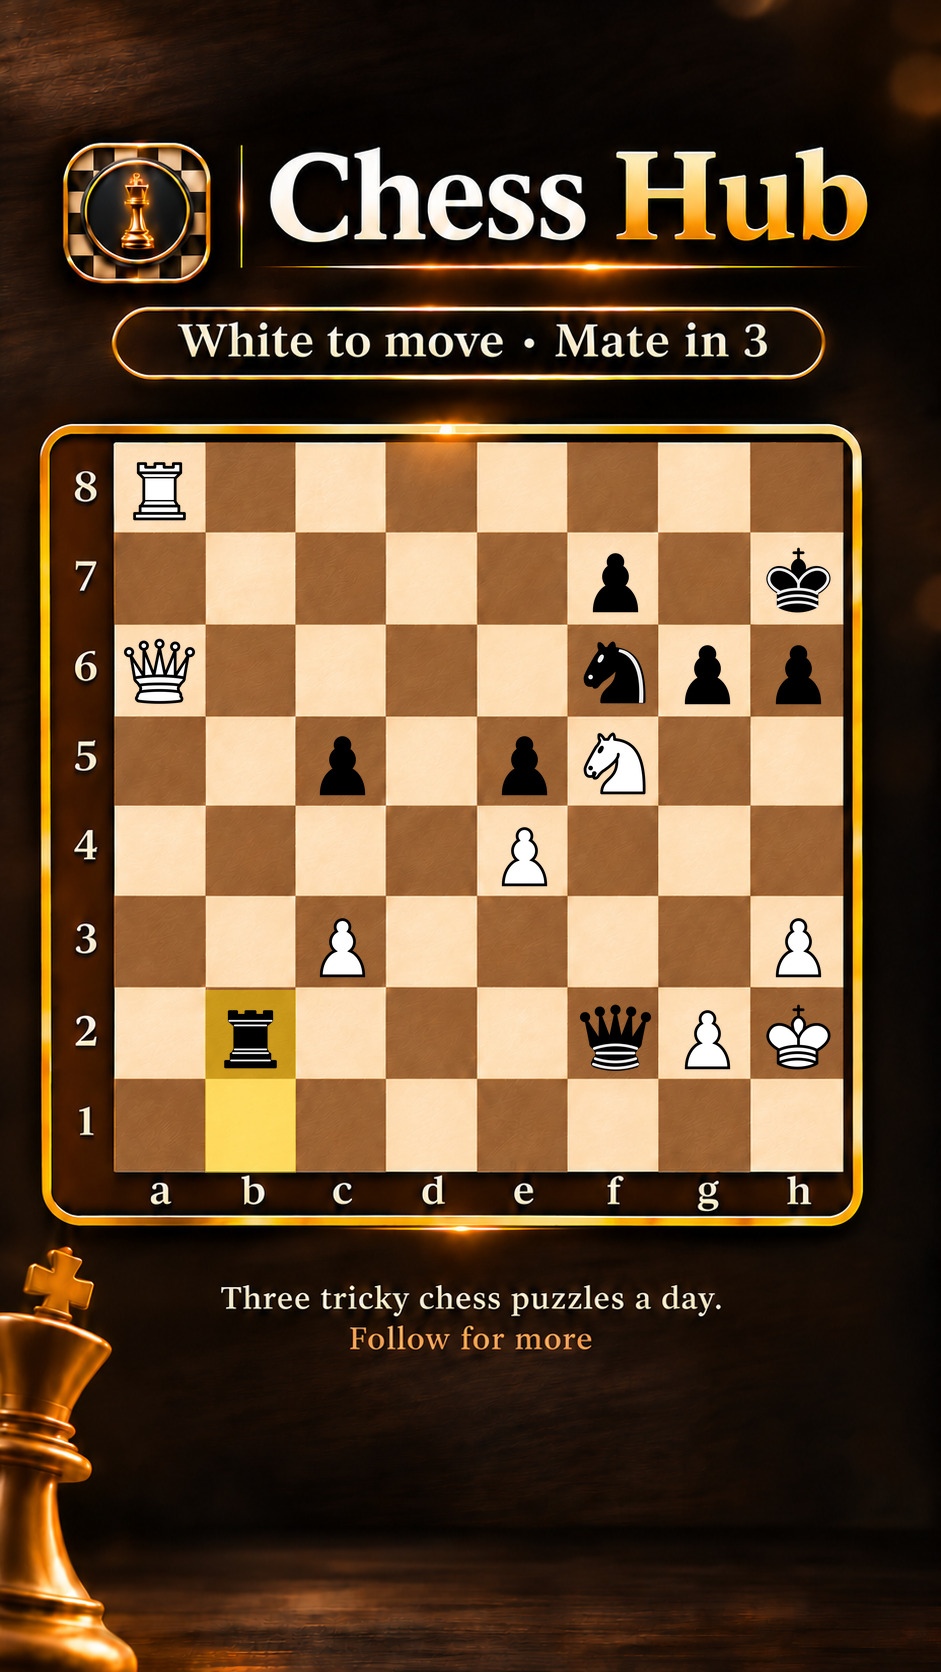 Chess Hub
White to move • Mate in 3
8
7
6
5
4
3
2
1
a b c d e f g h
Three tricky chess puzzles a day.
Follow for more